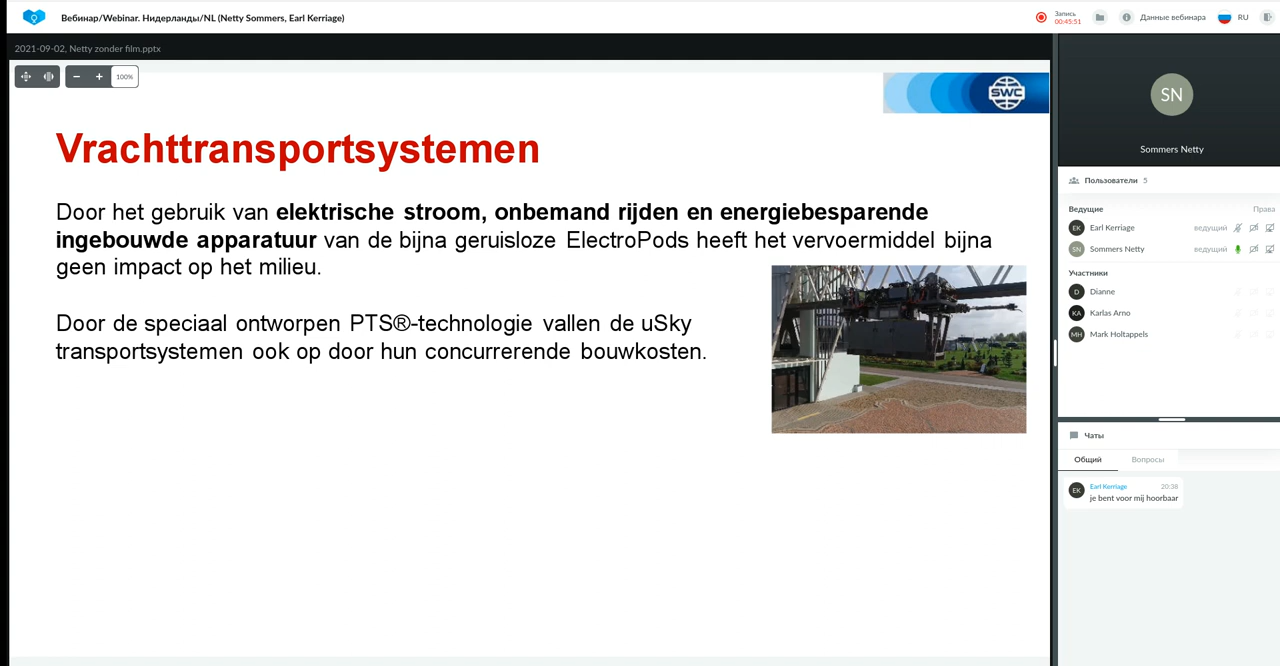 Вебинар/Webinar. Нидерланды/NL (Netty Sommers, Earl Kerriage)
Запись
00:45:51
Данные вебинара
RU
2021-09-02, Netty zonder film.pptx
100%
SWC
Vrachttransportsystemen
Door het gebruik van elektrische stroom, onbemand rijden en energiebesparende
ingebouwde apparatuur van de bijna geruisloze ElectroPods heeft het vervoermiddel bijna
geen impact op het milieu.
Door de speciaal ontworpen PTS®-technologie vallen de uSky
transportsystemen ook op door hun concurrerende bouwkosten.
SN
Sommers Netty
Пользователи 5
Ведущие Права
EK Earl Kerriage ведущий
SN Sommers Netty ведущий
Участники
D Dianne
KA Karlas Arno
MH Mark Holtappels
Чаты
Общий Вопросы
EK Earl Kerriage 20:38
je bent voor mij hoorbaar